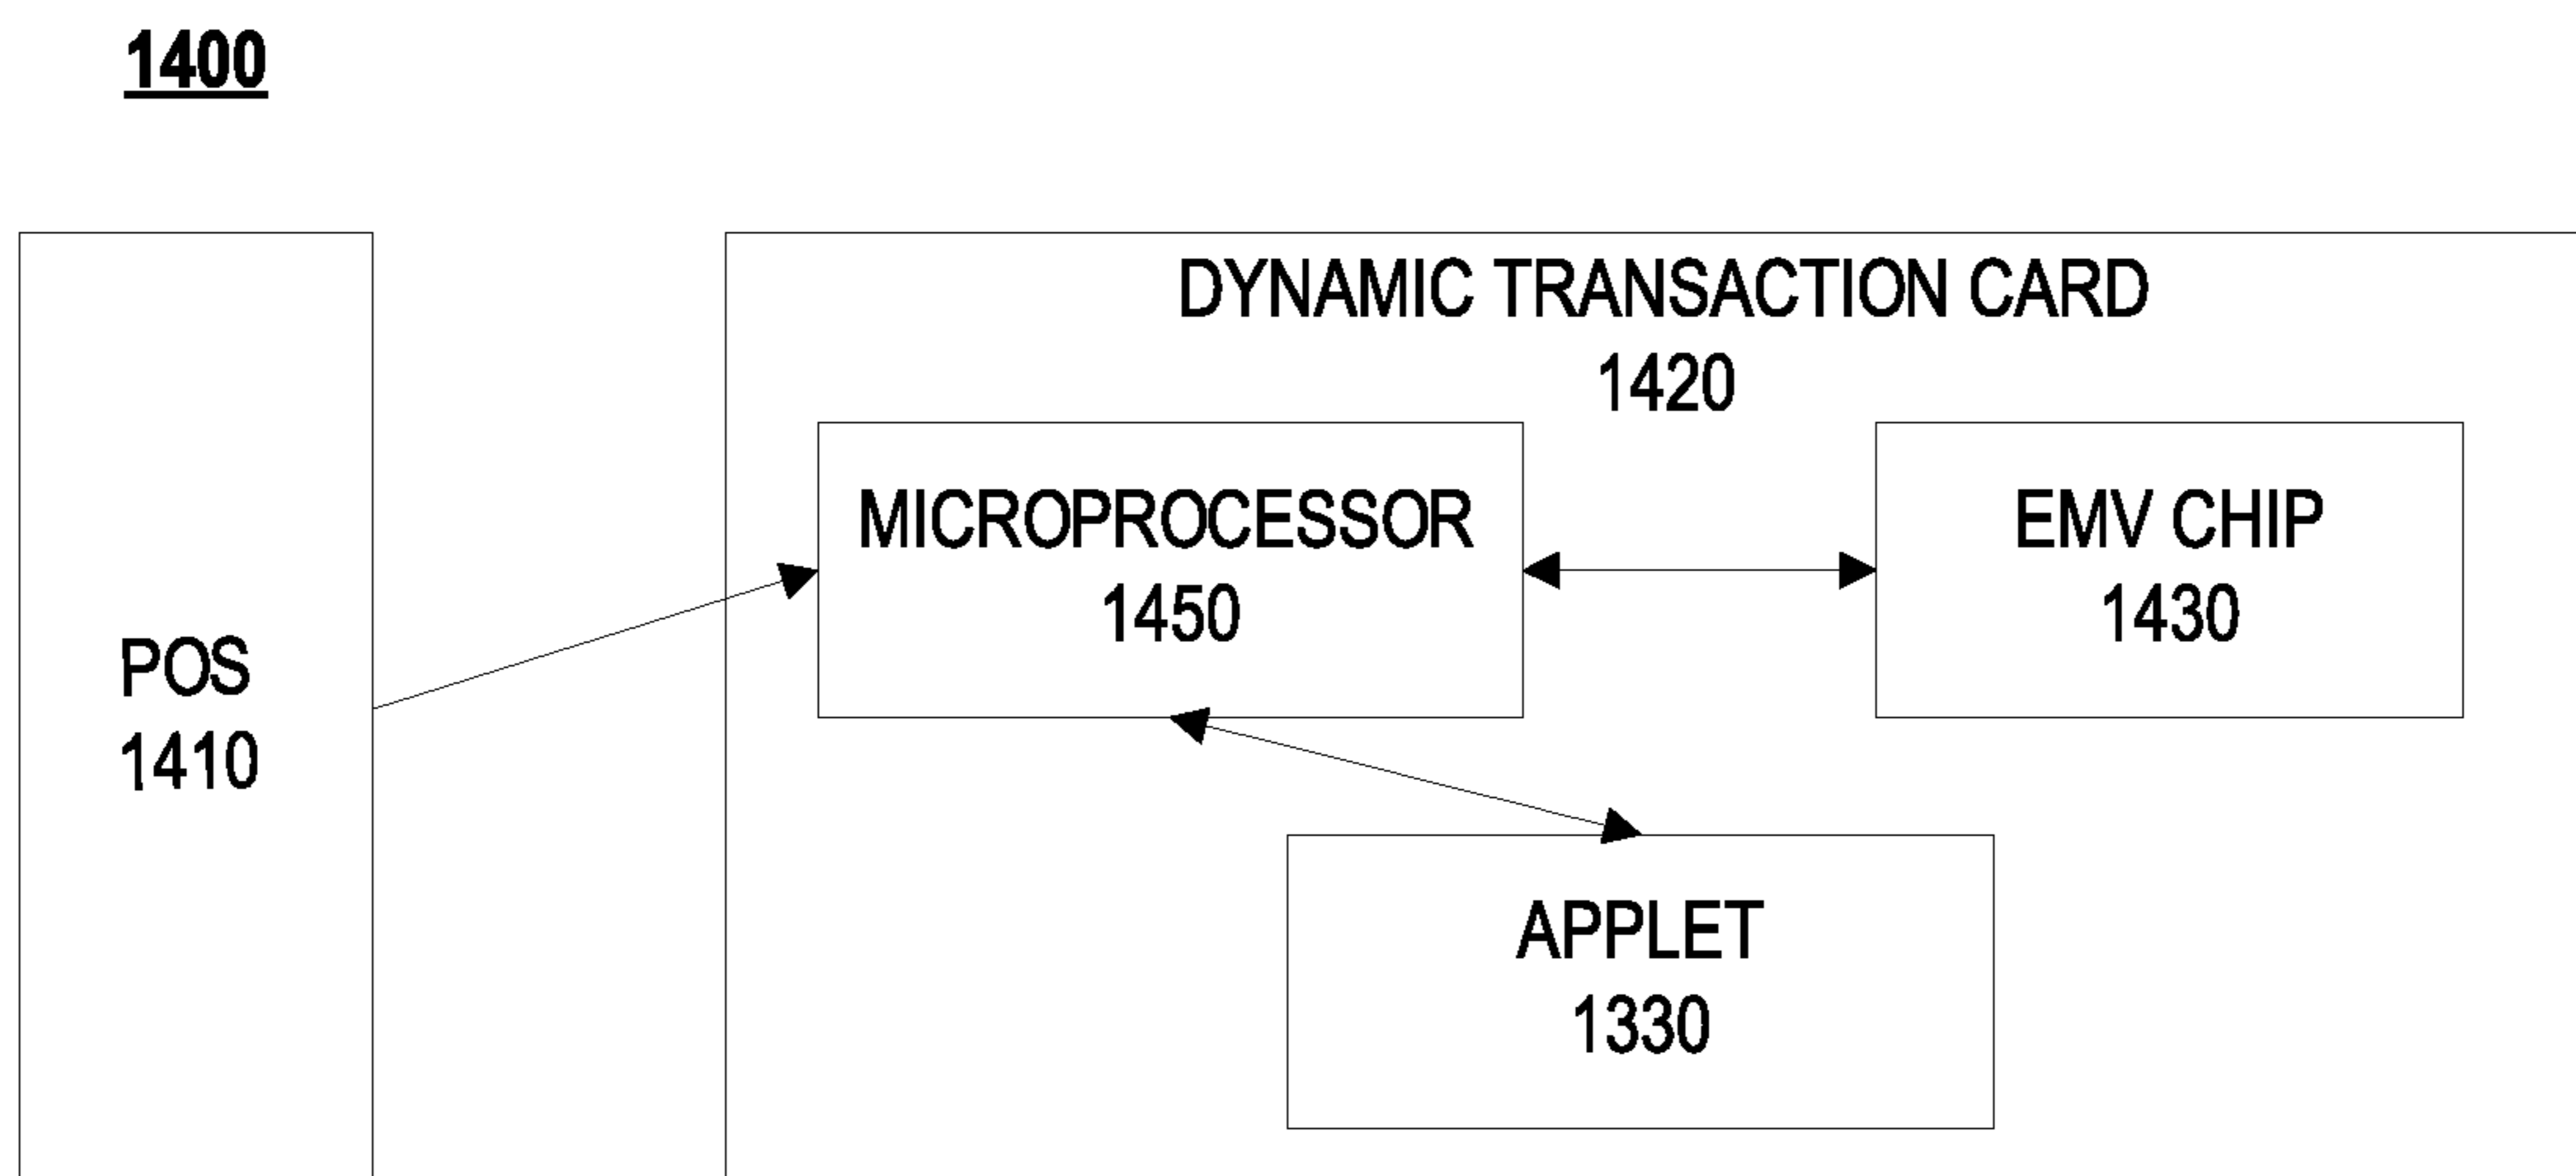 1400
DYNAMIC TRANSACTION CARD
1420
MICROPROCESSOR
1450
EMV CHIP
1430
POS
1410
APPLET
1330